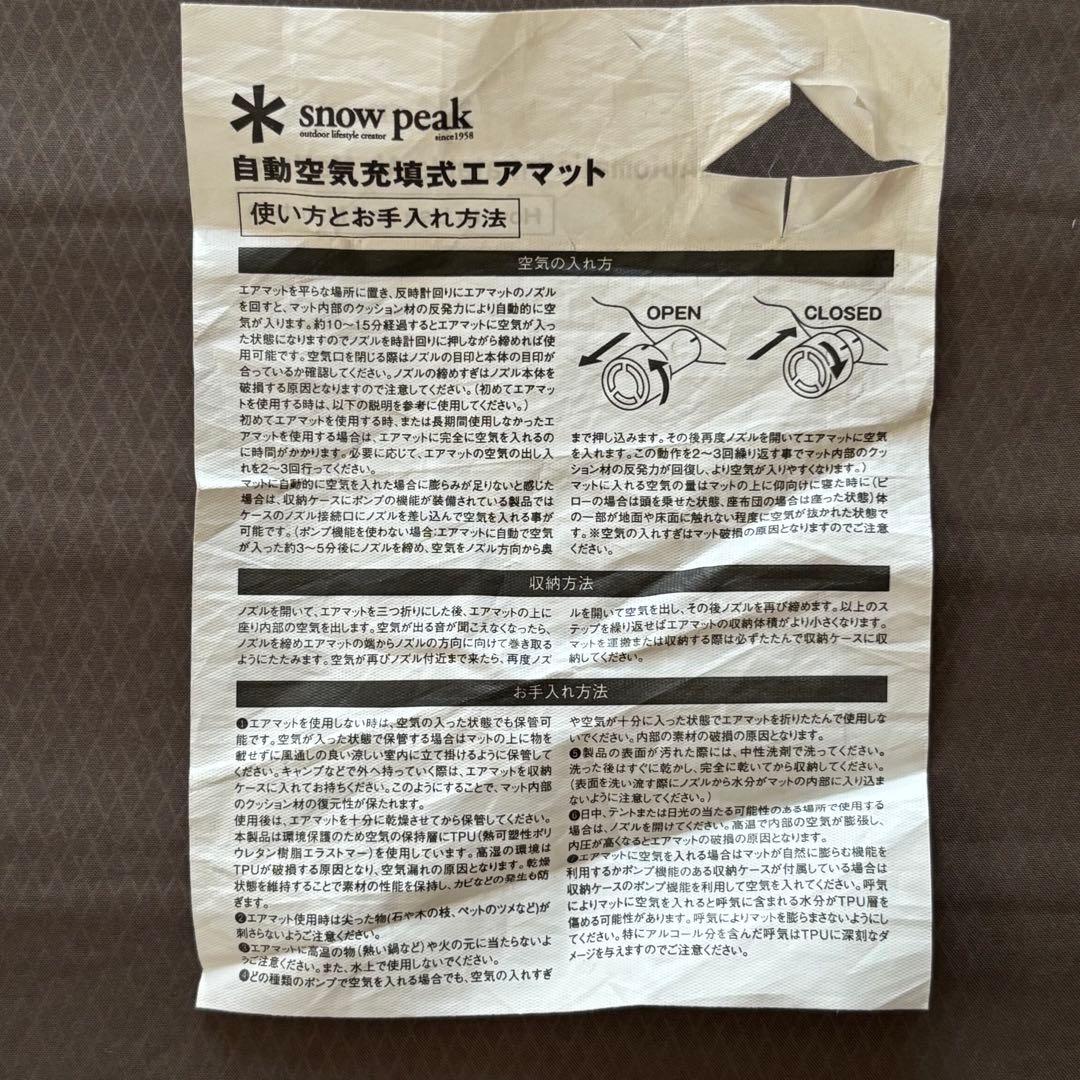 snow peak
outdoor lifestyle creator since1958
自動空気充填式エアマット
使い方とお手入れ方法
空気の入れ方
エアマットを平らな場所に置き、反時計回りにエアマットのノズル
を回すと、マット内部のクッション材の反発力により自動的に空
気が入ります。約10〜15分経過するとエアマットに空気が入っ
た状態になりますのでノズルを時計回りに押しながら締めれば使
用可能です。空気口を閉じる際はノズルの目印と本体の目印が
合っているか確認してください。ノズルの締めすぎはノズル本体を
破損する原因となりますので注意してください。(初めてエアマッ
トを使用する時は、以下の説明を参考に使用してください。)
初めてエアマットを使用する時、または長期間使用しなかったエ
アマットを使用する場合は、エアマットに完全に空気を入れるの
に時間がかかります。必要に応じて、エアマットの空気の出し入
れを2〜3回行ってください。
マットに自動的に空気を入れた場合に膨らみが足りないと感じた
場合は、収納ケースにポンプの機能が装備されている製品では
ケースのノズル接続口にノズルを差し込んで空気を入れる事が
可能です。(ポンプ機能を使わない場合:エアマットに自動で空気
が入った約3〜5分後にノズルを締め、空気をノズル方向から奥
OPEN
CLOSED
まで押し込みます。その後再度ノズルを開いてエアマットに空気
を入れます。この動作を2〜3回繰り返す事でマット内部のクッ
ション材の反発力が回復し、より空気が入りやすくなります。)
マットに入れる空気の量はマットの上に仰向けに寝た時に(ピ
ローの場合は頭を乗せた状態、座布団の場合は座った状態)体
の一部が地面や床面に触れない程度に空気が抜かれた状態で
す。※空気の入れすぎはマット破損の原因となりますのでご注意
ください。
収納方法
ノズルを開いて、エアマットを三つ折りにした後、エアマットの上に
座り内部の空気を出します。空気が出る音が聞こえなくなったら、
ノズルを締めエアマットの端からノズルの方向に向けて巻き取る
ようにたたみます。空気が再びノズル付近まで来たら、再度ノズ
ルを開いて空気を出し、その後ノズルを再び締めます。以上のス
テップを繰り返せばエアマットの収納体積がより小さくなります。
マットを運搬または収納する際は必ずたたんで収納ケースに収
納してください。
お手入れ方法
❶エアマットを使用しない時は、空気の入った状態でも保管可
能です。空気が入った状態で保管する場合はマットの上に物を
載せずに風通しの良い涼しい室内に立て掛けるように保管して
ください。キャンプなどで外へ持っていく際は、エアマットを収納
ケースに入れてお持ちください。このようにすることで、マット内部
のクッション材の復元性が保たれます。
使用後は、エアマットを十分に乾燥させてから保管してください。
本製品は環境保護のため空気の保持層にTPU(熱可塑性ポリ
ウレタン樹脂エラストマー)を使用しています。高湿の環境は
TPUが破損する原因となり、空気漏れの原因となります。乾燥
状態を維持することで素材の性能を保持し、カビなどの発生も防
ぎます。
❷エアマット使用時は尖った物(石や木の枝、ペットのツメなど)が
刺さらないようご注意ください。
❸エアマットに高温の物(熱い鍋など)や火の元に当たらないよ
うご注意ください。また、水上で使用しないでください。
❹どの種類のポンプで空気を入れる場合でも、空気の入れすぎ
や空気が十分に入った状態でエアマットを折りたたんで使用しな
いでください。内部の素材の破損の原因となります。
❺製品の表面が汚れた際には、中性洗剤で洗ってください。
洗った後はすぐに乾かし、完全に乾いてから収納してください。
(表面を洗い流す際にノズルから水分がマットの内部に入り込ま
ないように注意してください。)
❻日中、テントまたは日光の当たる可能性のある場所で使用する
場合は、ノズルを開けてください。高温で内部の空気が膨張し、
内圧が高くなるとエアマットの破損の原因となります。
❼エアマットに空気を入れる場合はマットが自然に膨らむ機能を
利用するかポンプ機能のある収納ケースが付属している場合は
収納ケースのポンプ機能を利用して空気を入れてください。呼気
によりマットに空気を入れると呼気に含まれる水分がTPU層を
傷める可能性があります。呼気によりマットを膨らまさないようにし
てください。特にアルコール分を含んだ呼気はTPUに深刻なダ
メージを与えますのでご注意ください。